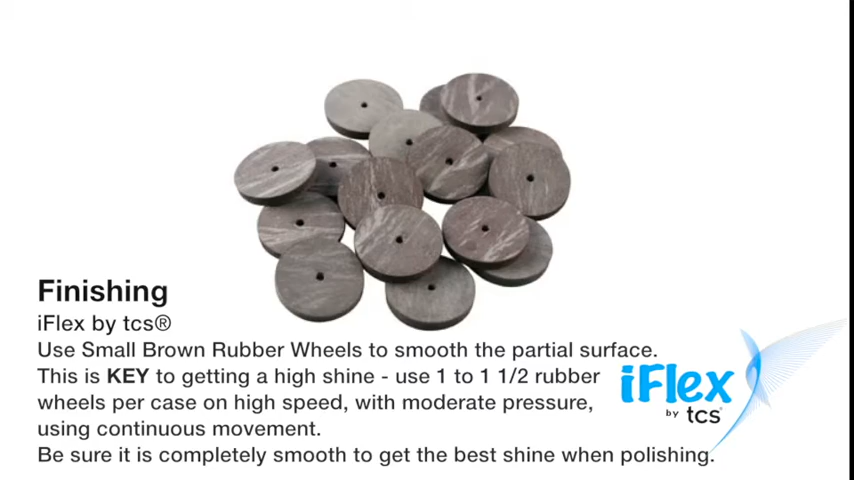 Finishing
iFlex by tcs®
Use Small Brown Rubber Wheels to smooth the partial surface.
This is KEY to getting a high shine - use 1 to 1 1/2 rubber
wheels per case on high speed, with moderate pressure,
using continuous movement.
Be sure it is completely smooth to get the best shine when polishing.
iFlex
by tcs®